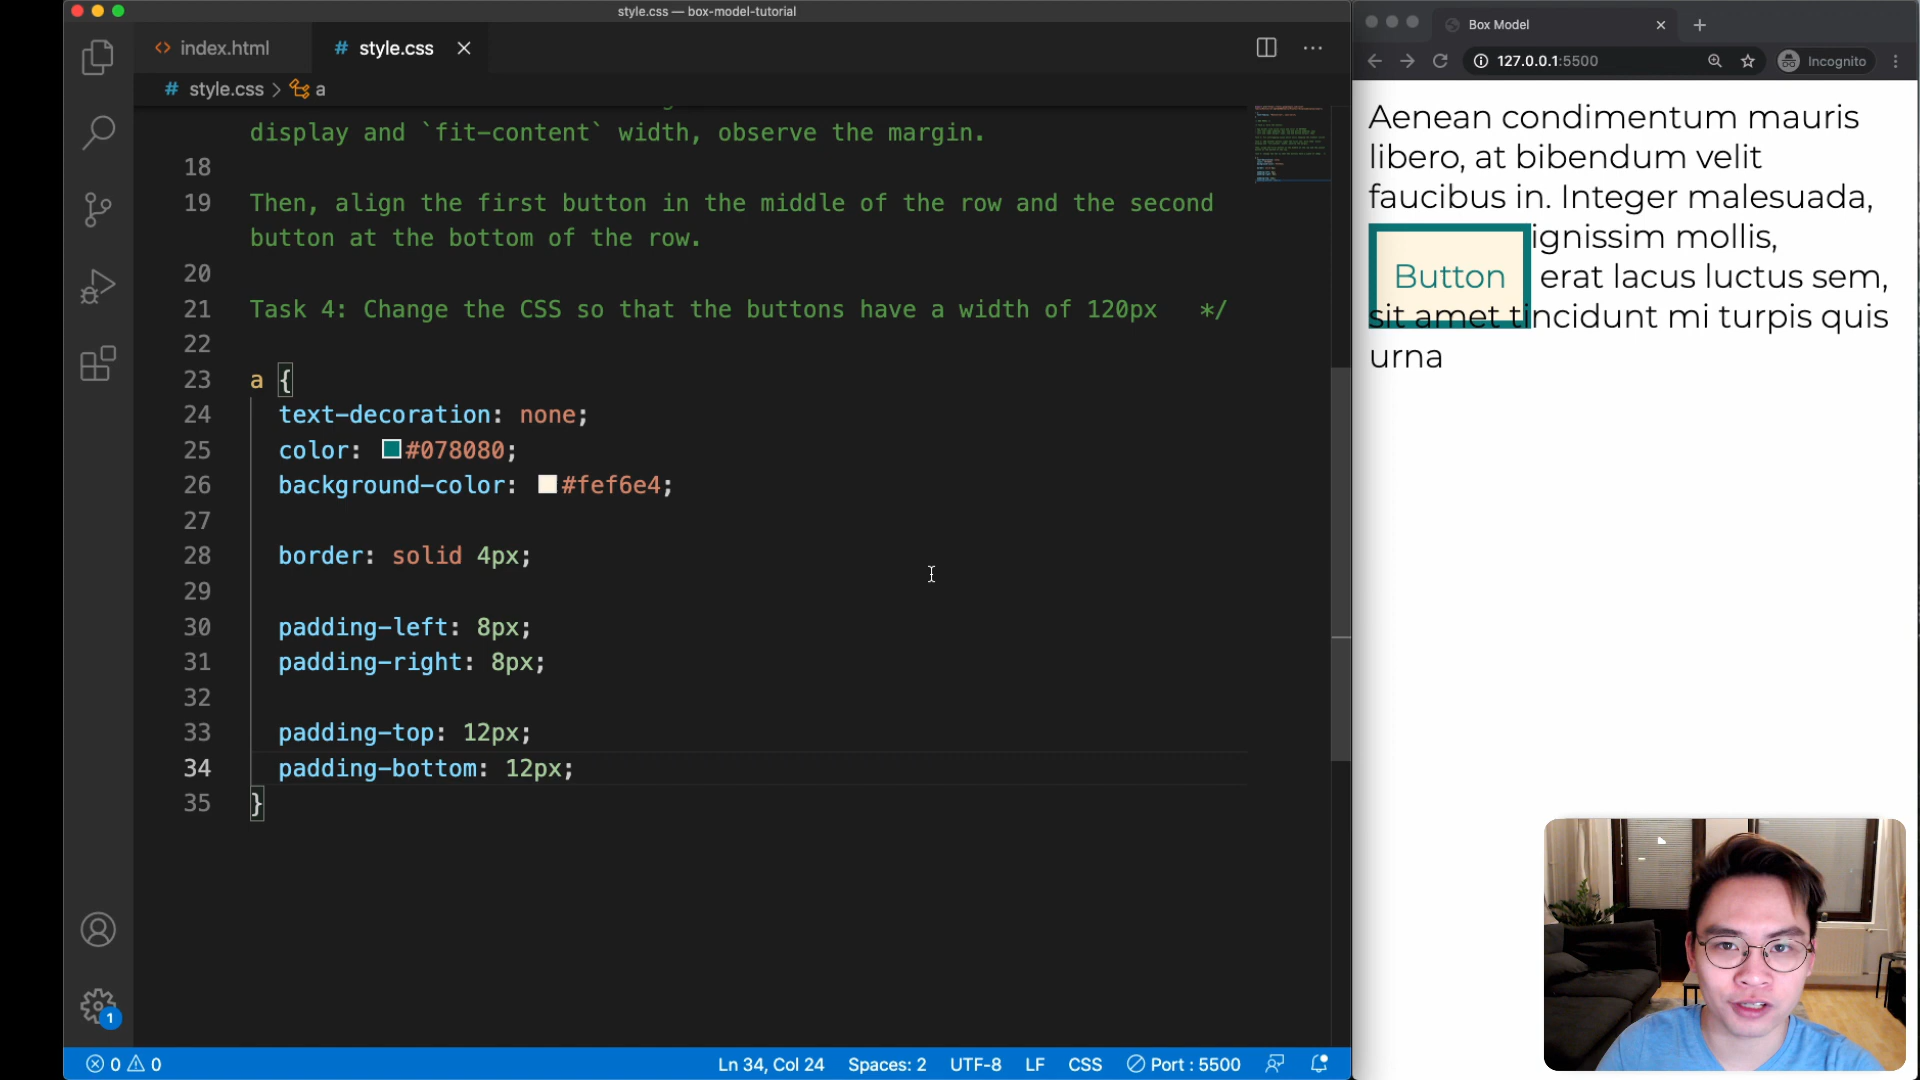 style.css — box-model-tutorial
index.html
# style.css
# style.css > a
display and `fit-content` width, observe the margin.
18
19 Then, align the first button in the middle of the row and the second
button at the bottom of the row.
20
21 Task 4: Change the CSS so that the buttons have a width of 120px */
22
23 a {
24 text-decoration: none;
25 color: #078080;
26 background-color: #fef6e4;
27
28 border: solid 4px;
29
30 padding-left: 8px;
31 padding-right: 8px;
32
33 padding-top: 12px;
34 padding-bottom: 12px;
35 }
1
0 0
Ln 34, Col 24 Spaces: 2 UTF-8 LF CSS Port : 5500
Box Model
127.0.0.1:5500
Incognito
Aenean condimentum mauris
libero, at bibendum velit
faucibus in. Integer malesuada,
ignissim mollis,
Button erat lacus luctus sem,
sit amet tincidunt mi turpis quis
urna